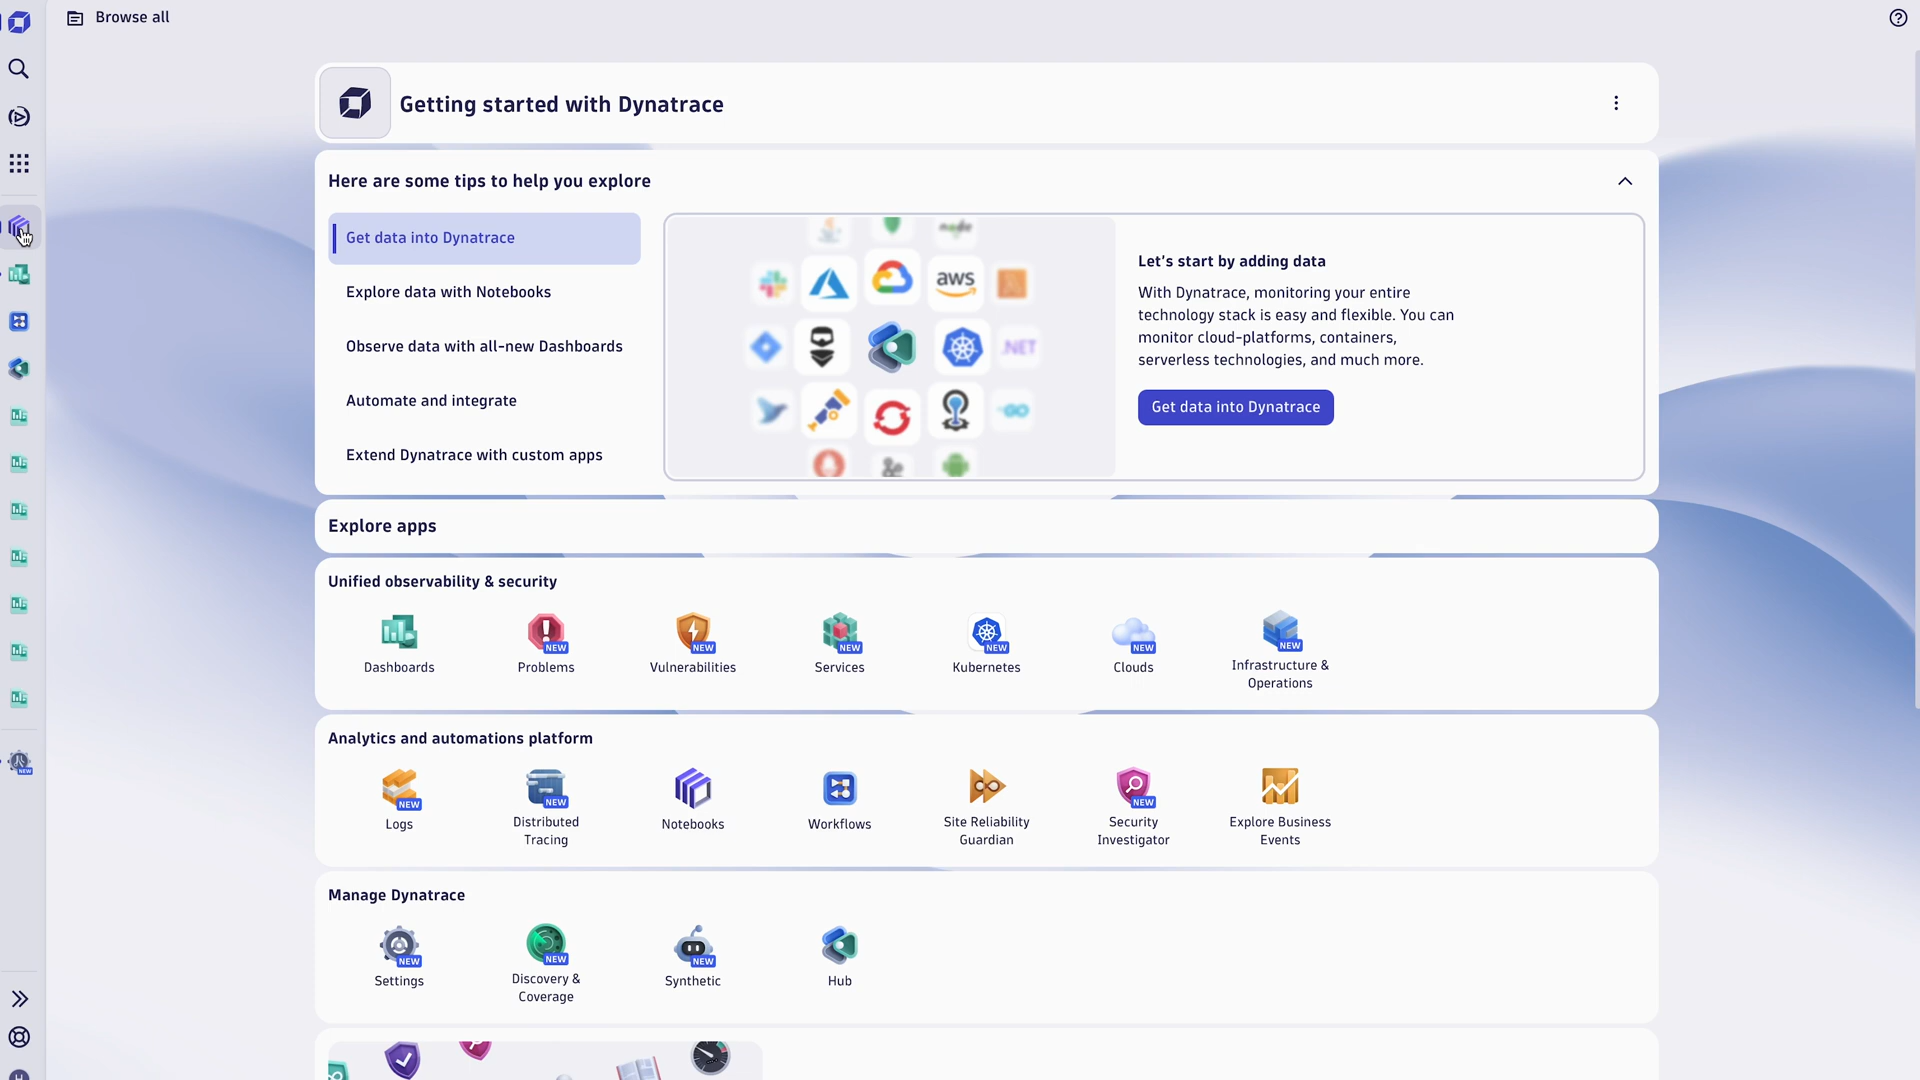 Browse all
Getting started with Dynatrace
Here are some tips to help you explore
Get data into Dynatrace
Explore data with Notebooks
Observe data with all-new Dashboards
Automate and integrate
Extend Dynatrace with custom apps
node
aws
.NET
GO
Let's start by adding data
With Dynatrace, monitoring your entire
technology stack is easy and flexible. You can
monitor cloud-platforms, containers,
serverless technologies, and much more.
Get data into Dynatrace
Explore apps
Unified observability & security
NEW
NEW
NEW
NEW
NEW
NEW
Dashboards
Problems
Vulnerabilities
Services
Kubernetes
Clouds
Infrastructure &
Operations
Analytics and automations platform
NEW
NEW
NEW
Logs
Distributed
Tracing
Notebooks
Workflows
Site Reliability
Guardian
Security
Investigator
Explore Business
Events
Manage Dynatrace
NEW
NEW
NEW
Settings
Discovery &
Coverage
Synthetic
Hub
NEW